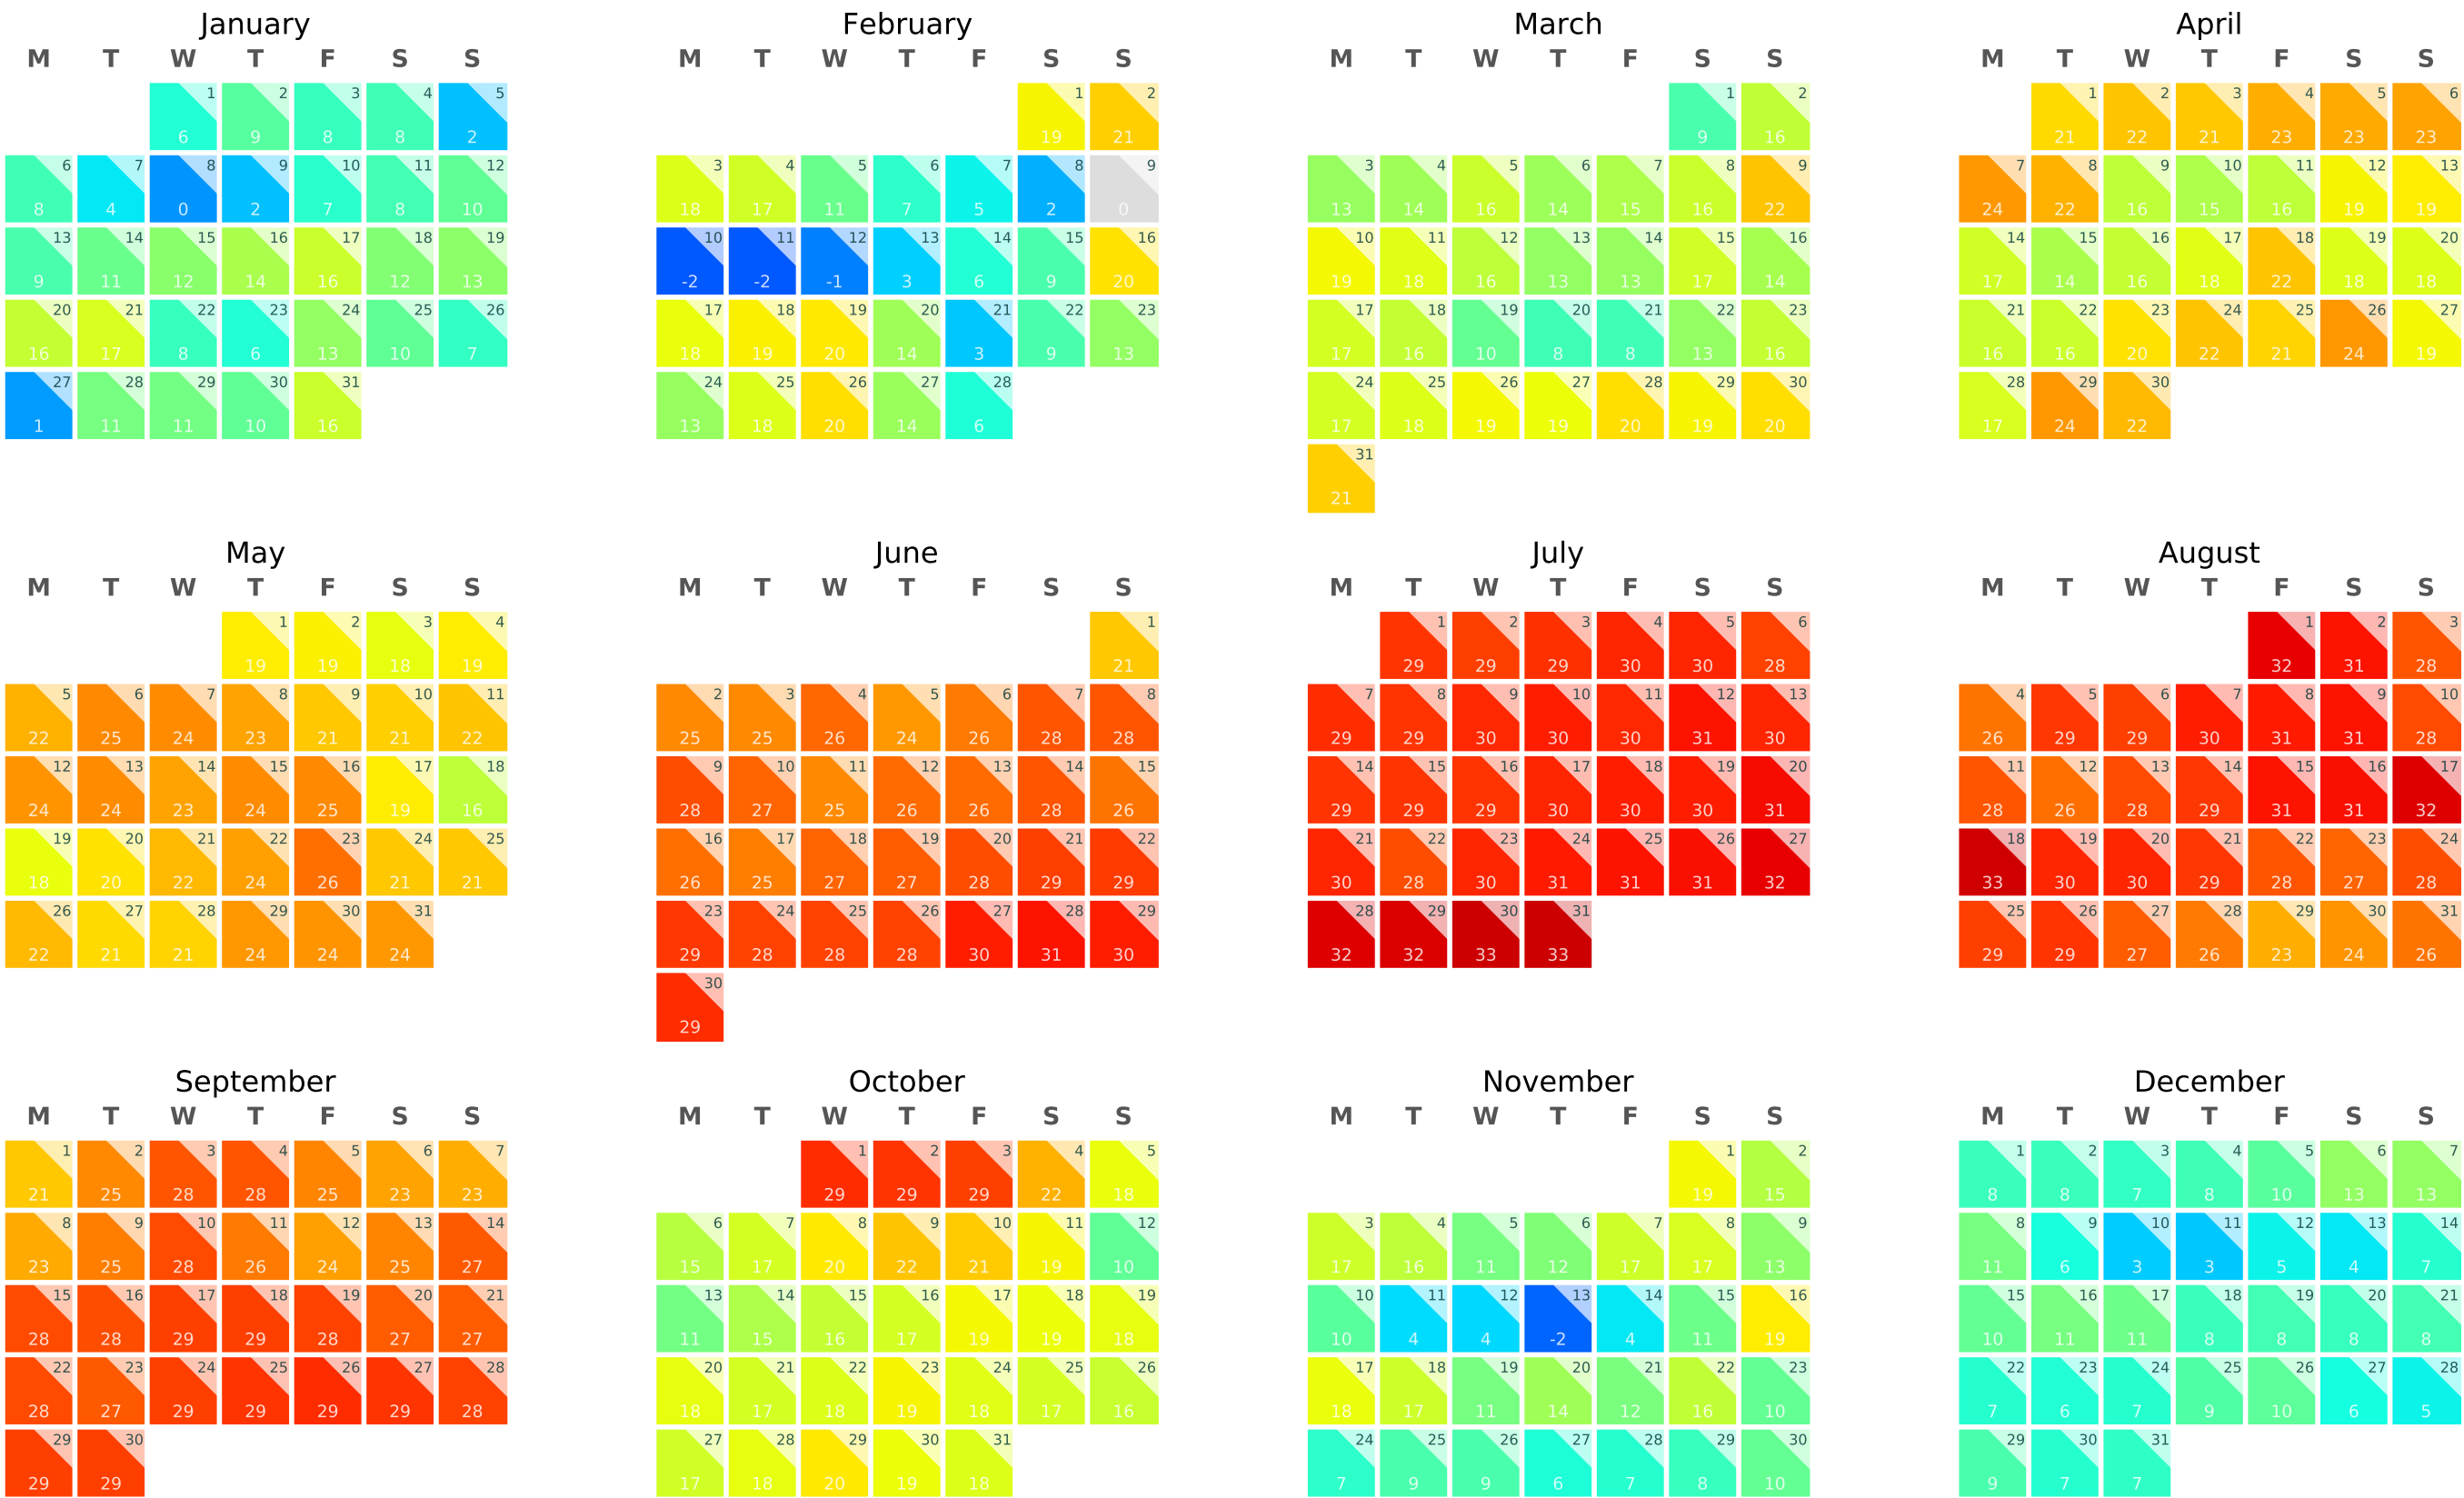 January February March April
M T W T F S S M T W T F S S M T W T F S S M T W T F S S
1 2 3 4 5 1 2 1 2 1 2 3 4 5 6
6 9 8 8 2 19 21 9 16 21 22 21 23 23 23
6 7 8 9 10 11 12 3 4 5 6 7 8 9 3 4 5 6 7 8 9 7 8 9 10 11 12 13
8 4 0 2 7 8 10 18 17 11 7 5 2 0 13 14 16 14 15 16 22 24 22 16 15 16 19 19
13 14 15 16 17 18 19 10 11 12 13 14 15 16 10 11 12 13 14 15 16 14 15 16 17 18 19 20
9 11 12 14 16 12 13 -2 -2 -1 3 6 9 20 19 18 16 13 13 17 14 17 14 16 18 22 18 18
20 21 22 23 24 25 26 17 18 19 20 21 22 23 17 18 19 20 21 22 23 21 22 23 24 25 26 27
16 17 8 6 13 10 7 18 19 20 14 3 9 13 17 16 10 8 8 13 16 16 16 20 22 21 24 19
27 28 29 30 31 24 25 26 27 28 24 25 26 27 28 29 30 28 29 30
1 11 11 10 16 13 18 20 14 6 17 18 19 19 20 19 20 17 24 22
31
21
May June July August
M T W T F S S M T W T F S S M T W T F S S M T W T F S S
1 2 3 4 1 1 2 3 4 5 6 1 2 3
19 19 18 19 21 29 29 29 30 30 28 32 31 28
5 6 7 8 9 10 11 2 3 4 5 6 7 8 7 8 9 10 11 12 13 4 5 6 7 8 9 10
22 25 24 23 21 21 22 25 25 26 24 26 28 28 29 29 30 30 30 31 30 26 29 29 30 31 31 28
12 13 14 15 16 17 18 9 10 11 12 13 14 15 14 15 16 17 18 19 20 11 12 13 14 15 16 17
24 24 23 24 25 19 16 28 27 25 26 26 28 26 29 29 29 30 30 30 31 28 26 28 29 31 31 32
19 20 21 22 23 24 25 16 17 18 19 20 21 22 21 22 23 24 25 26 27 18 19 20 21 22 23 24
18 20 22 24 26 21 21 26 25 27 27 28 29 29 30 28 30 31 31 31 32 33 30 30 29 28 27 28
26 27 28 29 30 31 23 24 25 26 27 28 29 28 29 30 31 25 26 27 28 29 30 31
22 21 21 24 24 24 29 28 28 28 30 31 30 32 32 33 33 29 29 27 26 23 24 26
30
29
September October November December
M T W T F S S M T W T F S S M T W T F S S M T W T F S S
1 2 3 4 5 6 7 1 2 3 4 5 1 2 1 2 3 4 5 6 7
21 25 28 28 25 23 23 29 29 29 22 18 19 15 8 8 7 8 10 13 13
8 9 10 11 12 13 14 6 7 8 9 10 11 12 3 4 5 6 7 8 9 8 9 10 11 12 13 14
23 25 28 26 24 25 27 15 17 20 22 21 19 10 17 16 11 12 17 17 13 11 6 3 3 5 4 7
15 16 17 18 19 20 21 13 14 15 16 17 18 19 10 11 12 13 14 15 16 15 16 17 18 19 20 21
28 28 29 29 28 27 27 11 15 16 17 19 19 18 10 4 4 -2 4 11 19 10 11 11 8 8 8 8
22 23 24 25 26 27 28 20 21 22 23 24 25 26 17 18 19 20 21 22 23 22 23 24 25 26 27 28
28 27 29 29 29 29 28 18 17 18 19 18 17 16 18 17 11 14 12 16 10 7 6 7 9 10 6 5
29 30 27 28 29 30 31 24 25 26 27 28 29 30 29 30 31
29 29 17 18 20 19 18 7 9 9 6 7 8 10 9 7 7